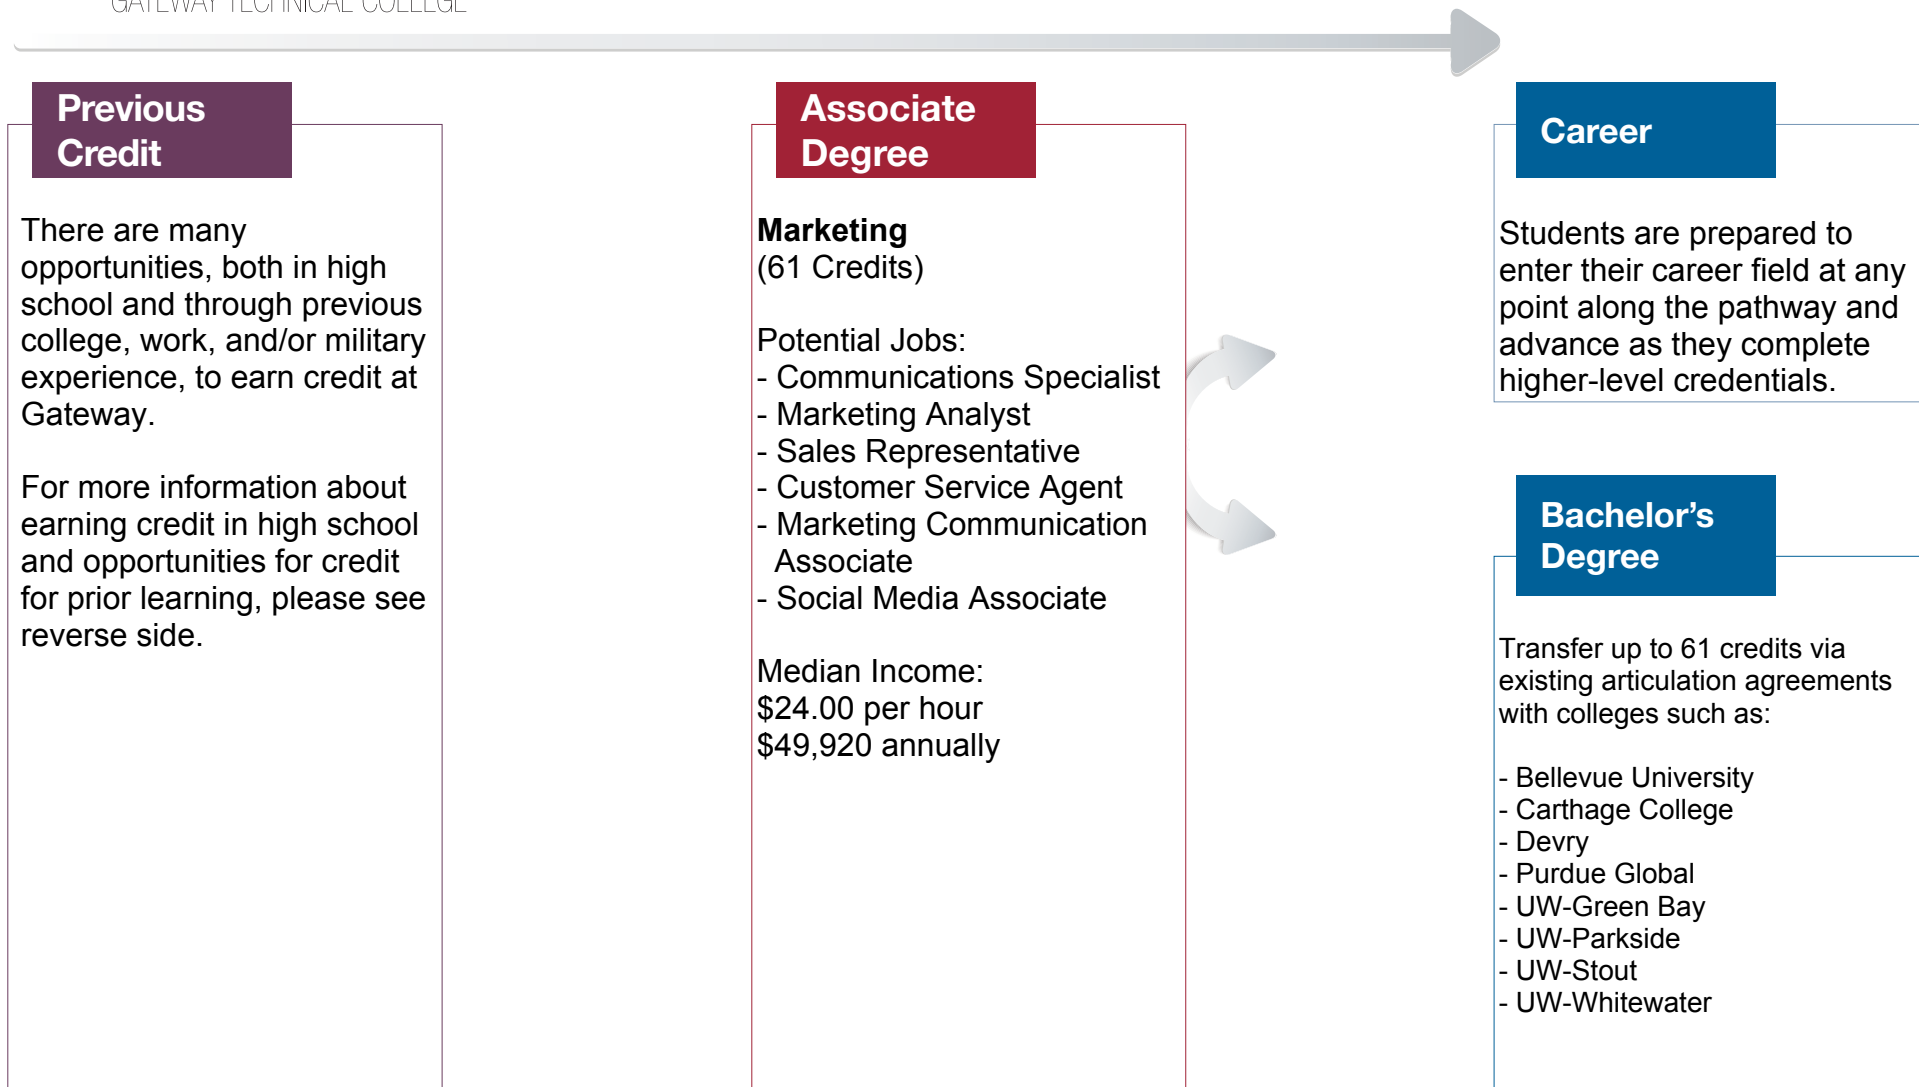 GATEWAY TECHNICAL COLLEGE
Previous
Credit
There are many
opportunities, both in high
school and through previous
college, work, and/or military
experience, to earn credit at
Gateway.
For more information about
earning credit in high school
and opportunities for credit
for prior learning, please see
reverse side.
Associate
Degree
Marketing
(61 Credits)
Potential Jobs:
- Communications Specialist
- Marketing Analyst
- Sales Representative
- Customer Service Agent
- Marketing Communication
Associate
- Social Media Associate
Median Income:
$24.00 per hour
$49,920 annually
Career
Students are prepared to
enter their career field at any
point along the pathway and
advance as they complete
higher-level credentials.
Bachelor’s
Degree
Transfer up to 61 credits via
existing articulation agreements
with colleges such as:
- Bellevue University
- Carthage College
- Devry
- Purdue Global
- UW-Green Bay
- UW-Parkside
- UW-Stout
- UW-Whitewater